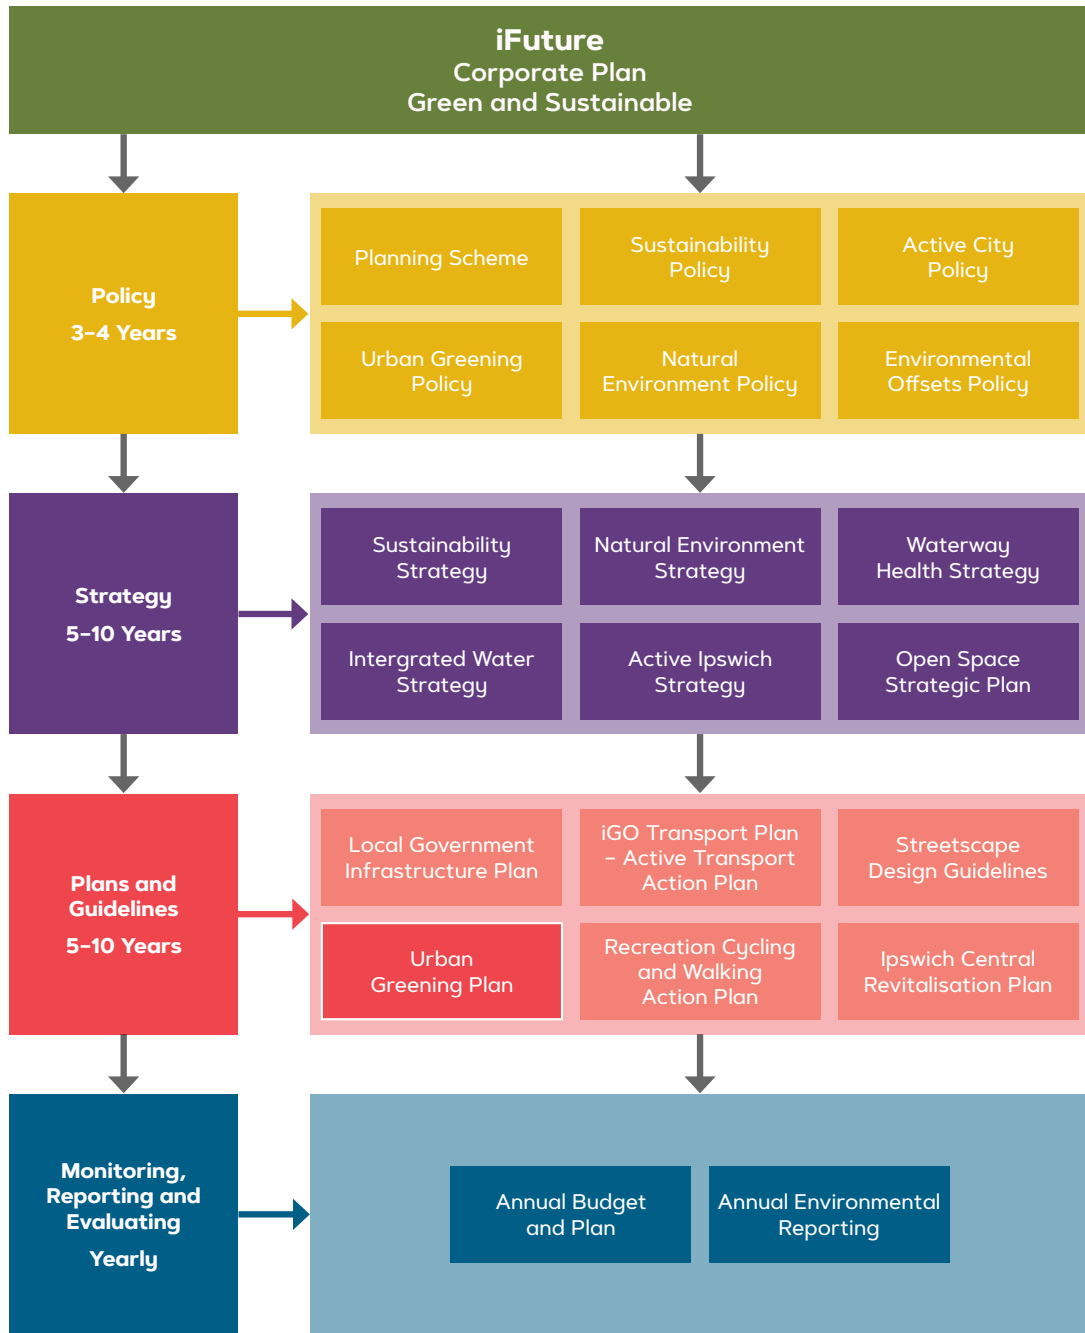 iFuture
Corporate Plan
Green and Sustainable
Policy
3–4 Years
Planning Scheme
Sustainability
Policy
Active City
Policy
Urban Greening
Policy
Natural
Environment Policy
Environmental
Offsets Policy
Strategy
5–10 Years
Sustainability
Strategy
Natural Environment
Strategy
Waterway
Health Strategy
Intergrated Water
Strategy
Active Ipswich
Strategy
Open Space
Strategic Plan
Plans and
Guidelines
5–10 Years
Local Government
Infrastructure Plan
iGO Transport Plan
– Active Transport
Action Plan
Streetscape
Design Guidelines
Urban
Greening Plan
Recreation Cycling
and Walking
Action Plan
Ipswich Central
Revitalisation Plan
Monitoring,
Reporting and
Evaluating
Yearly
Annual Budget
and Plan
Annual Environmental
Reporting